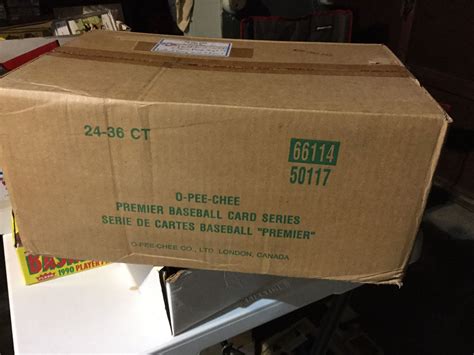 24-36 CT
66114
50117
O-PEE-CHEE
PREMIER BASEBALL CARD SERIES
SERIE DE CARTES BASEBALL "PREMIER"
O-PEE-CHEE CO., LTD. LONDON, CANADA
1990 PLAYER